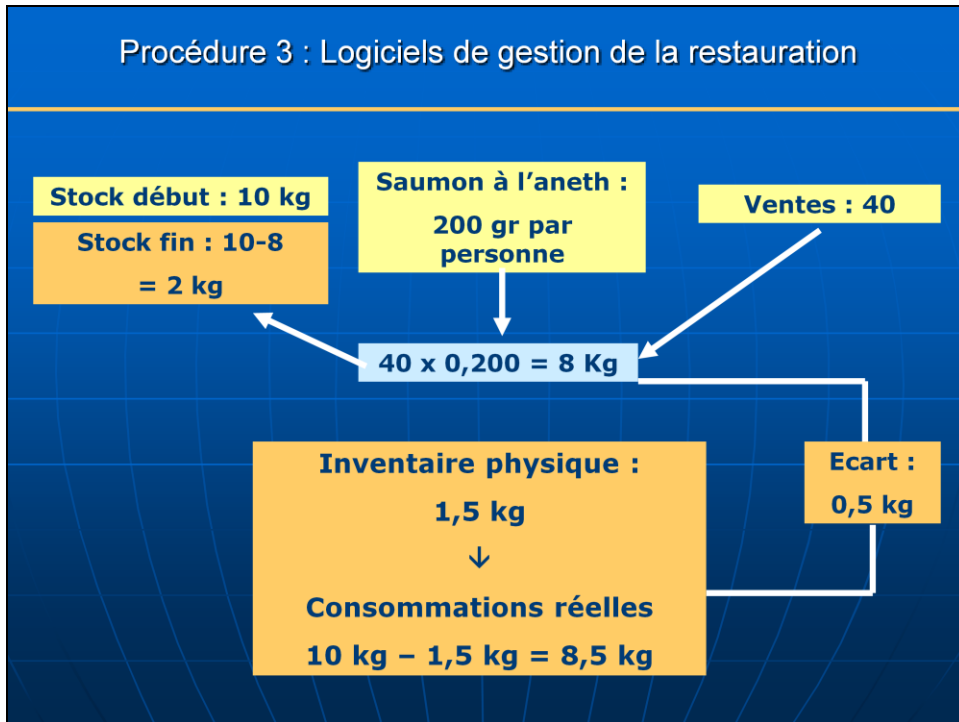 Procédure 3 : Logiciels de gestion de la restauration
Stock début : 10 kg
Stock fin : 10-8
= 2 kg
Saumon à l’aneth :
200 gr par
personne
Ventes : 40
40 x 0,200 = 8 Kg
Inventaire physique :
1,5 kg
↓
Consommations réelles
10 kg – 1,5 kg = 8,5 kg
Ecart :
0,5 kg